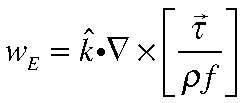 w_E = k̂•∇ × [ τ⃗ / ρf ]